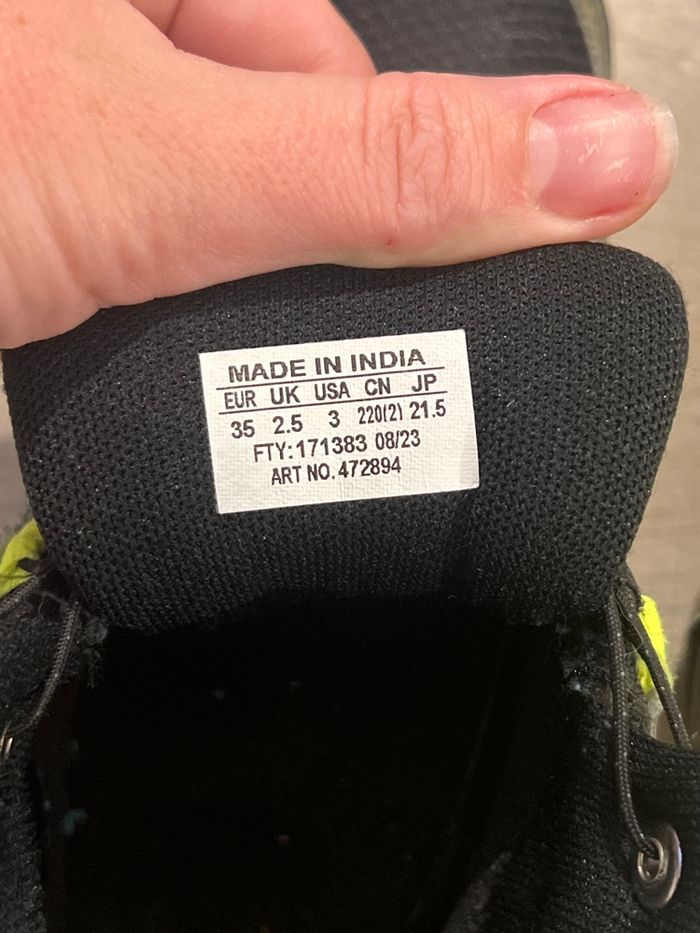 MADE IN INDIA
EUR UK USA CN JP
35 2.5 3 220(2) 21.5
FTY:171383 08/23
ART NO. 472894